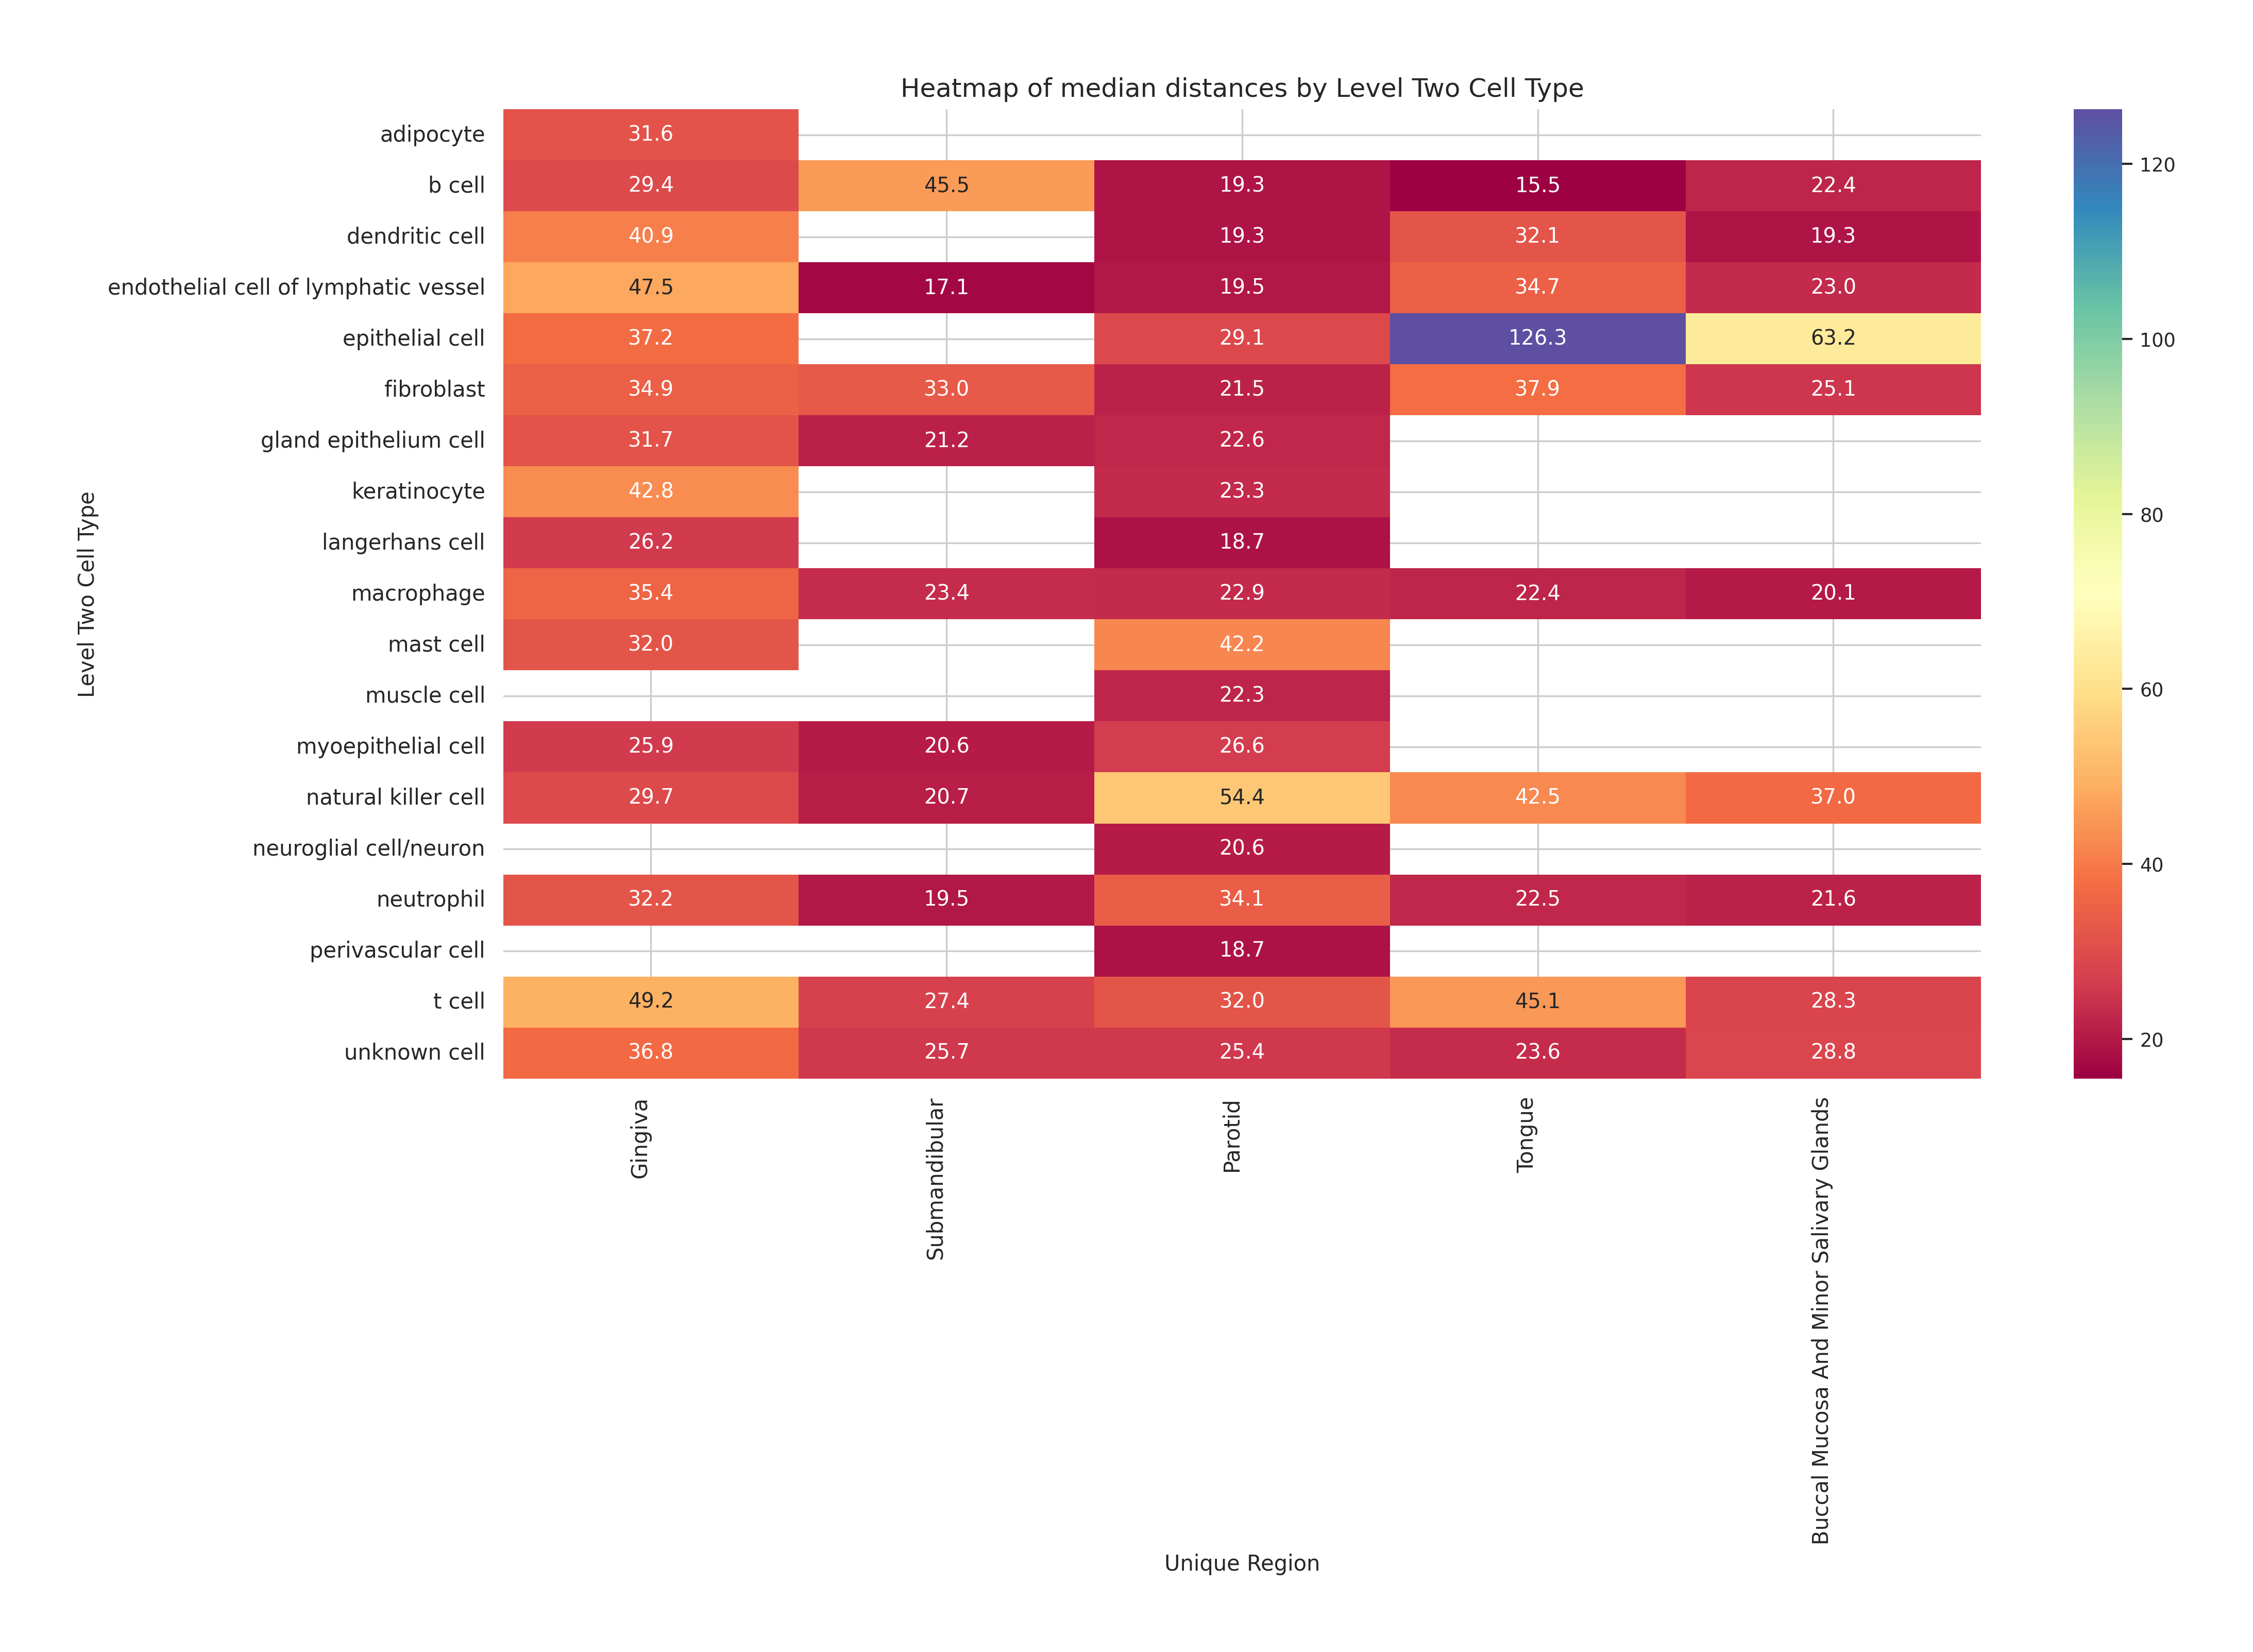 Heatmap of median distances by Level Two Cell Type
adipocyte 31.6
b cell 29.4 45.5 19.3 15.5 22.4
dendritic cell 40.9 19.3 32.1 19.3
endothelial cell of lymphatic vessel 47.5 17.1 19.5 34.7 23.0
epithelial cell 37.2 29.1 126.3 63.2
fibroblast 34.9 33.0 21.5 37.9 25.1
gland epithelium cell 31.7 21.2 22.6
keratinocyte 42.8 23.3
langerhans cell 26.2 18.7
macrophage 35.4 23.4 22.9 22.4 20.1
mast cell 32.0 42.2
muscle cell 22.3
myoepithelial cell 25.9 20.6 26.6
natural killer cell 29.7 20.7 54.4 42.5 37.0
neuroglial cell/neuron 20.6
neutrophil 32.2 19.5 34.1 22.5 21.6
perivascular cell 18.7
t cell 49.2 27.4 32.0 45.1 28.3
unknown cell 36.8 25.7 25.4 23.6 28.8
Level Two Cell Type
Gingiva
Submandibular
Parotid
Tongue
Buccal Mucosa And Minor Salivary Glands
Unique Region
120
100
80
60
40
20